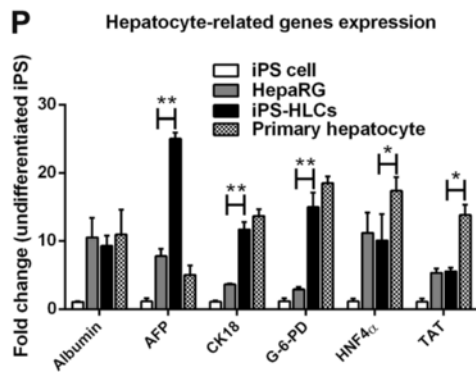 P
Hepatocyte-related genes expression
iPS cell
HepaRG
iPS-HLCs
Primary hepatocyte
Fold change (undifferentiated iPS)
30
20
10
0
**
**
**
*
*
Albumin
AFP
CK18
G-6-PD
HNF4α
TAT